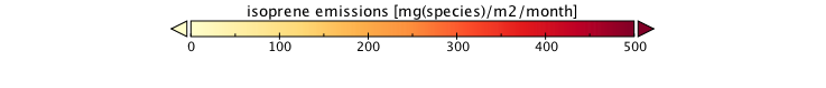 isoprene emissions [mg(species)/m2/month]
0 100 200 300 400 500